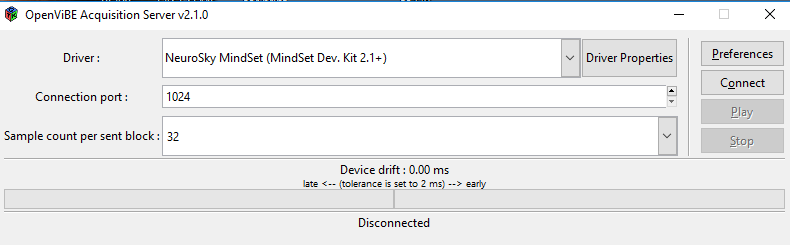 OpenViBE Acquisition Server v2.1.0
Driver : NeuroSky MindSet (MindSet Dev. Kit 2.1+) Driver Properties Preferences
Connection port : 1024 Connect
Play
Sample count per sent block : 32 Stop
Device drift : 0.00 ms
late <-- (tolerance is set to 2 ms) --> early
Disconnected